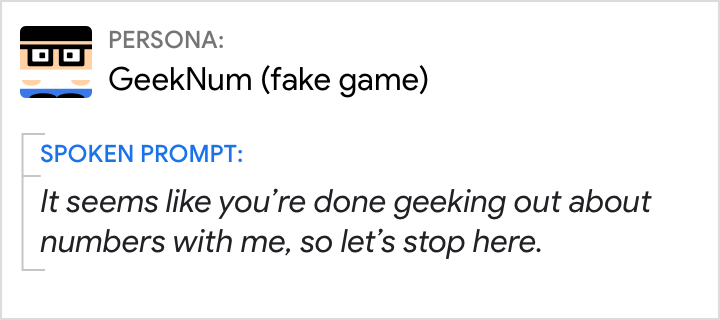 PERSONA:
GeekNum (fake game)
SPOKEN PROMPT:
It seems like you’re done geeking out about
numbers with me, so let’s stop here.